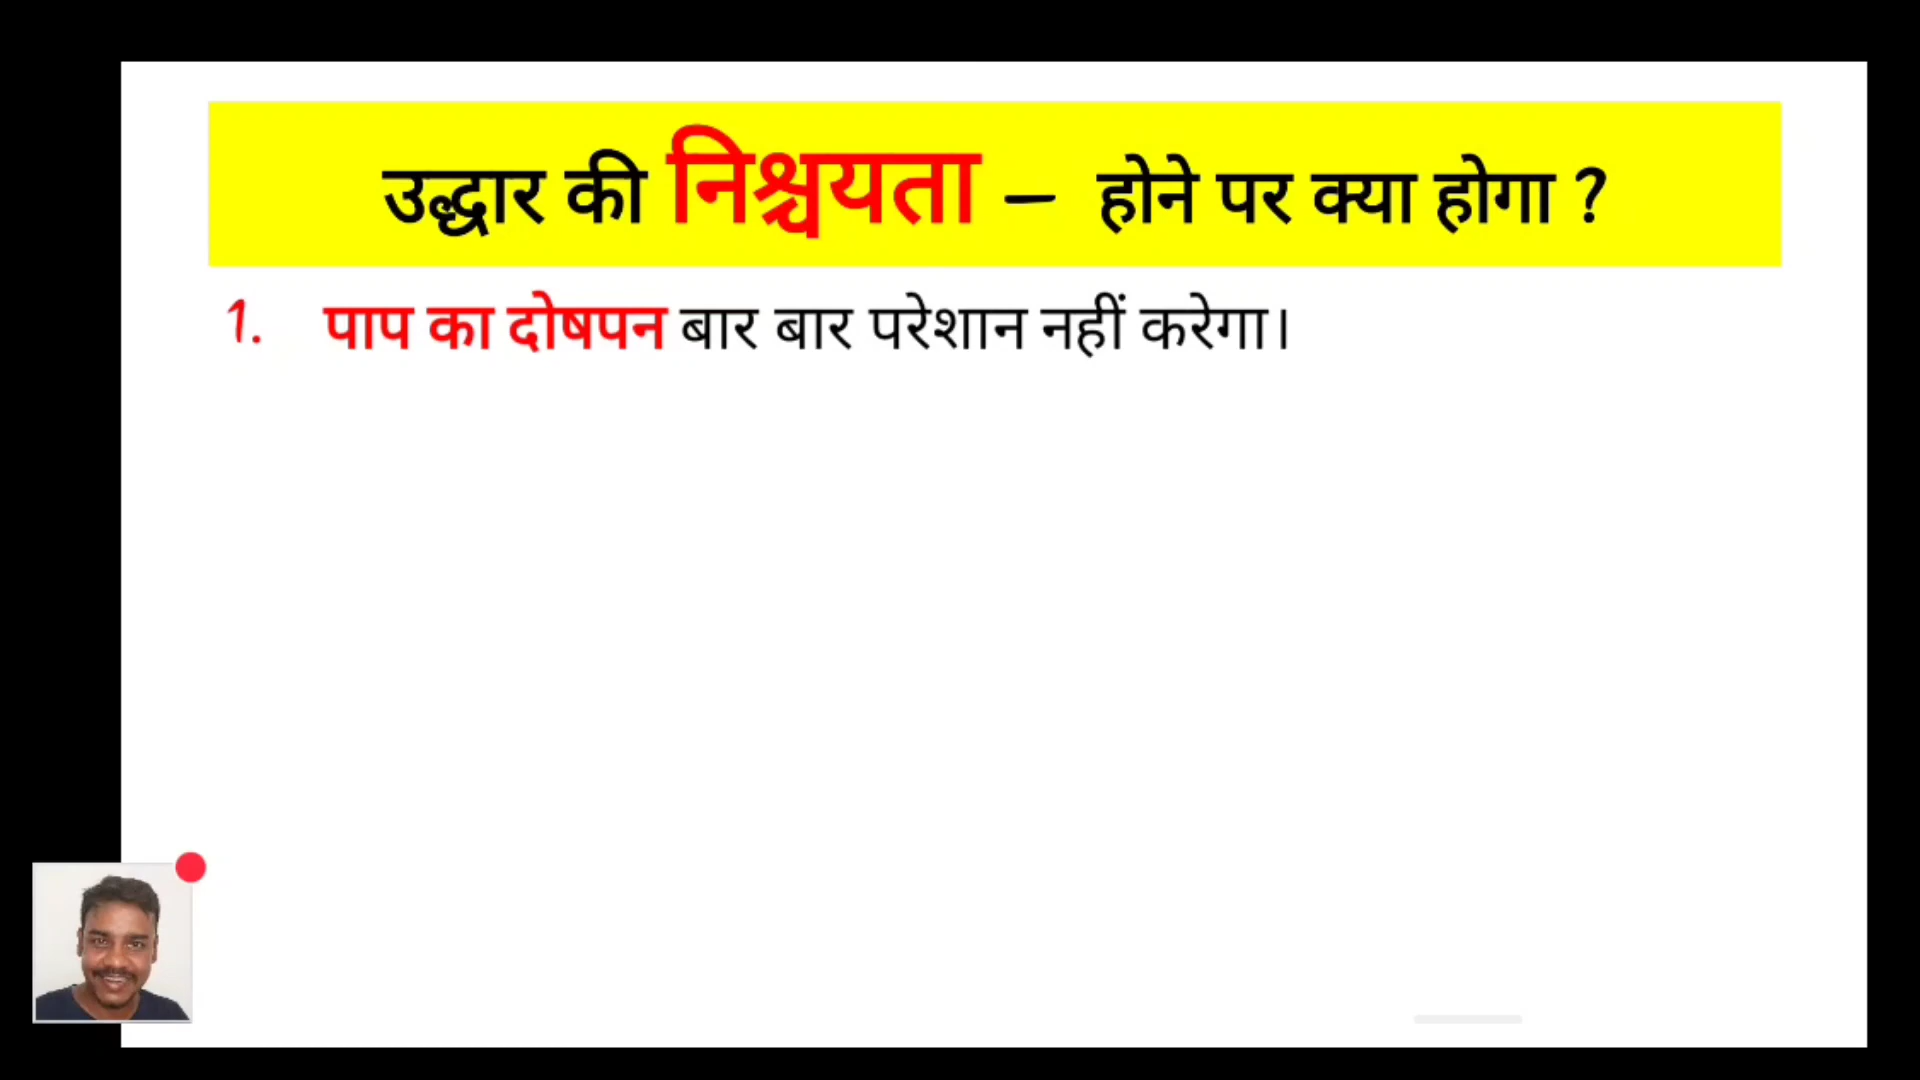 उद्धार की निश्चयता – होने पर क्या होगा ?
1. पाप का दोषपन बार बार परेशान नहीं करेगा।